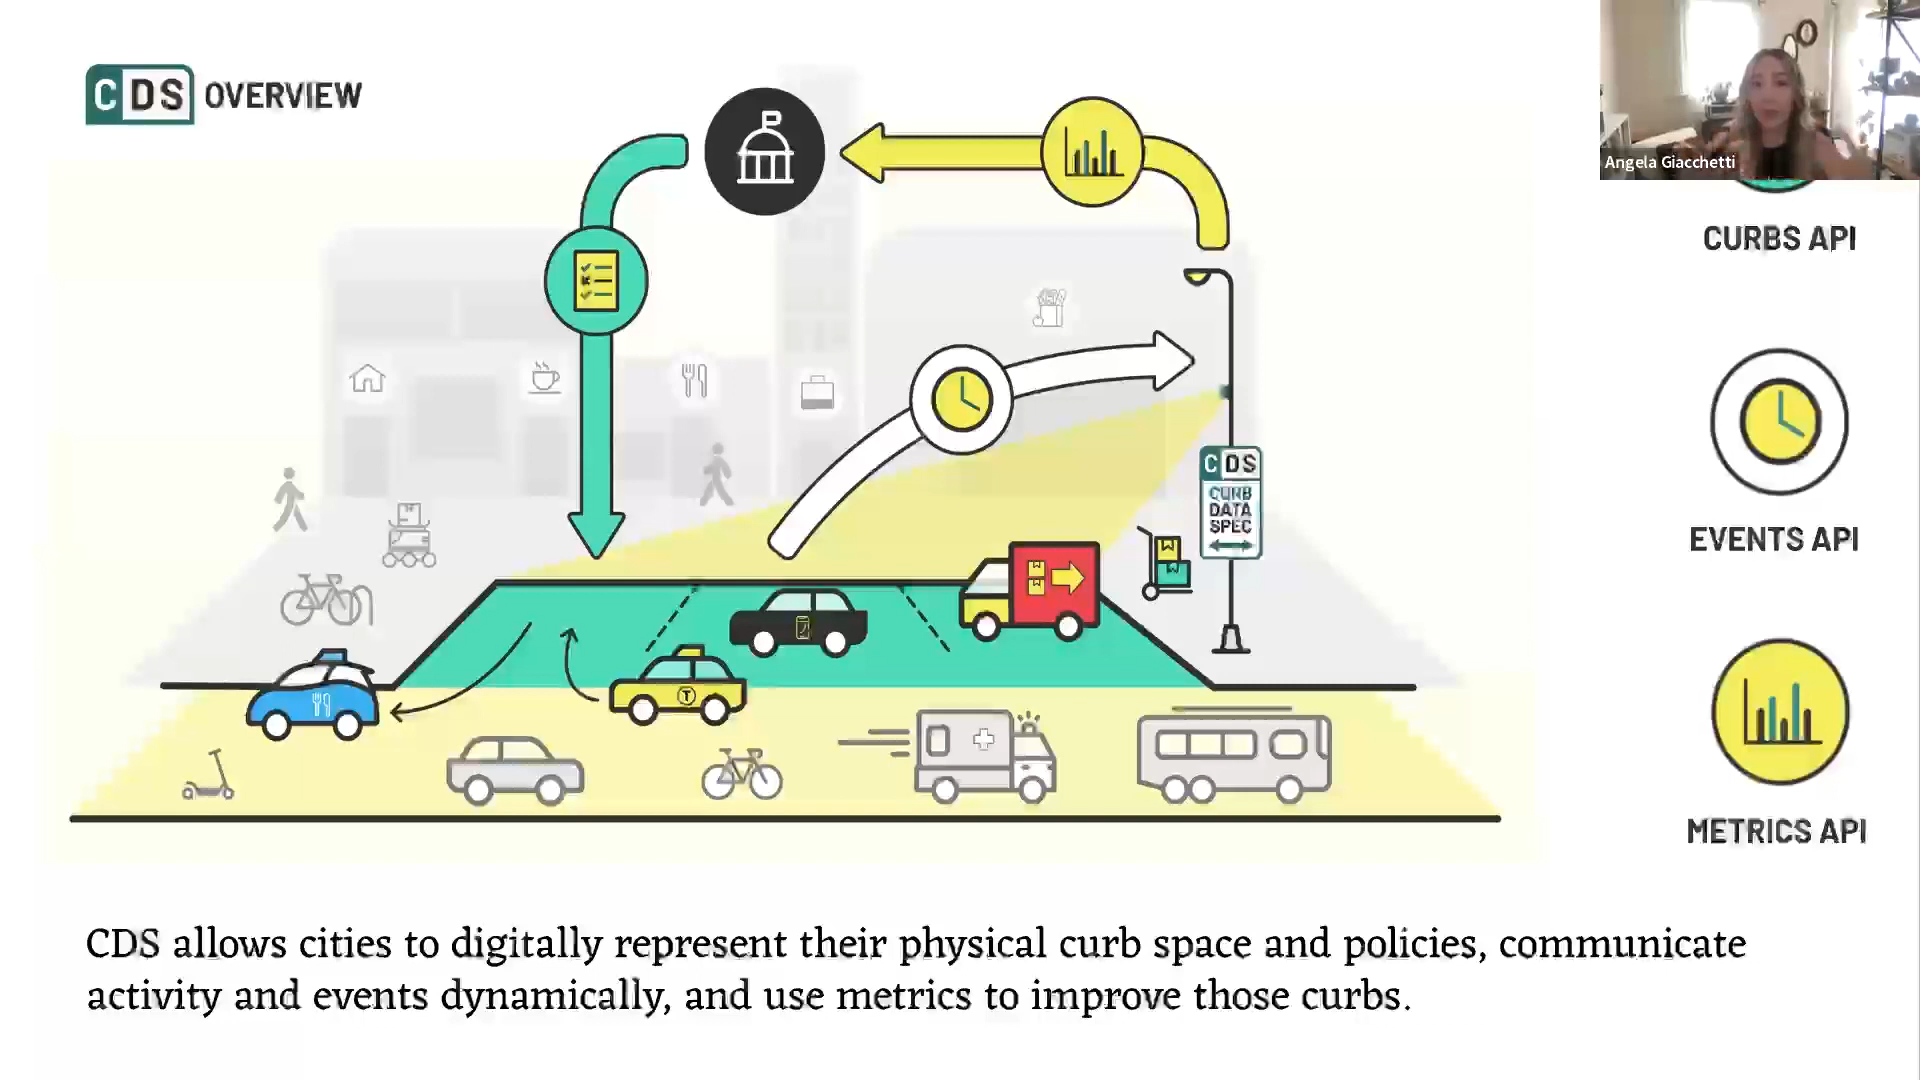 CDS OVERVIEW
Angela Giacchetti
CURBS API
CDS
CURB
DATA
SPEC
EVENTS API
T
METRICS API
CDS allows cities to digitally represent their physical curb space and policies, communicate
activity and events dynamically, and use metrics to improve those curbs.